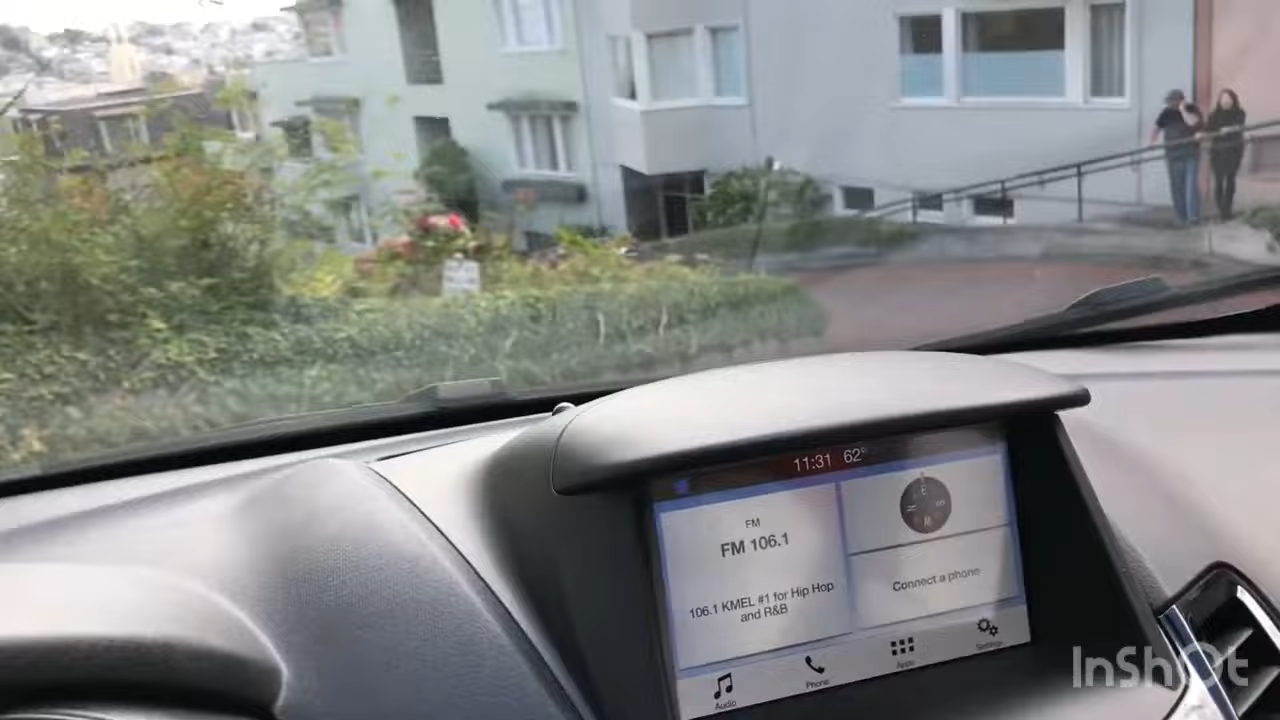 11:31 62°
FM
FM 106.1
106.1 KMEL #1 for Hip Hop
and R&B
E
N
S
W
Connect a phone
Audio
Phone
Apps
Settings
InShOt